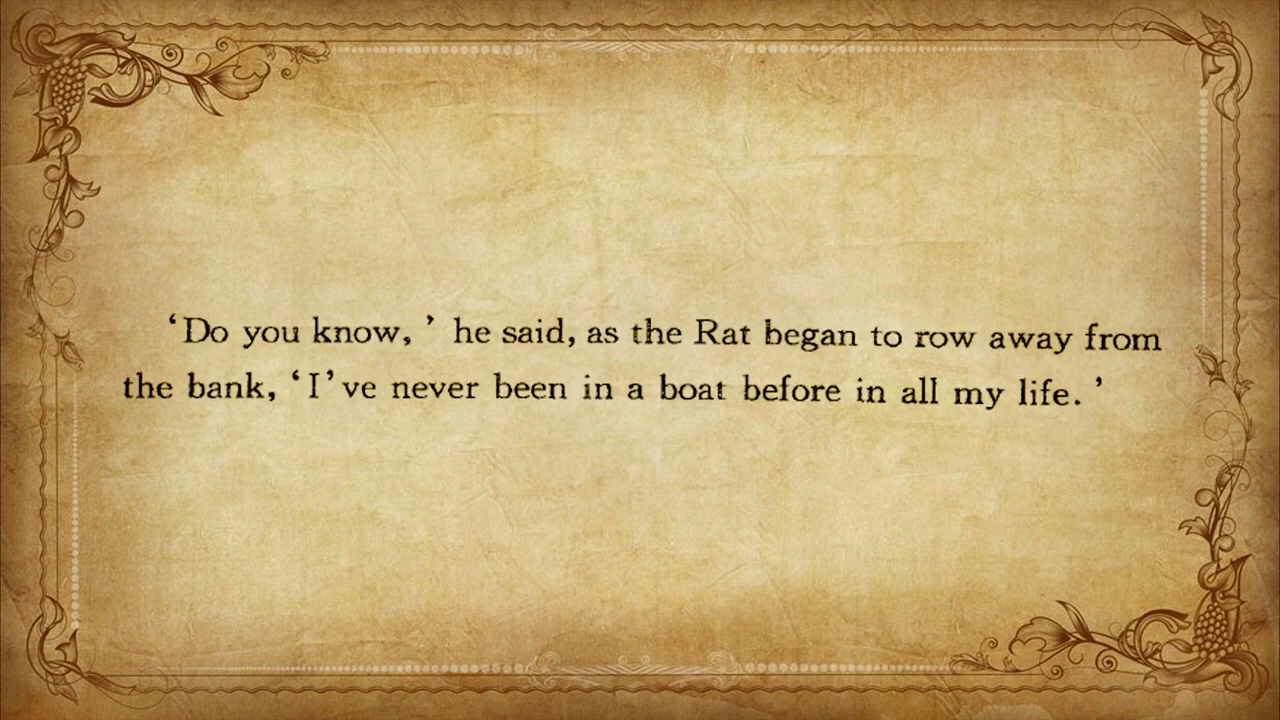 ‘Do you know, ’ he said, as the Rat began to row away from
the bank, ‘I’ve never been in a boat before in all my life. ’